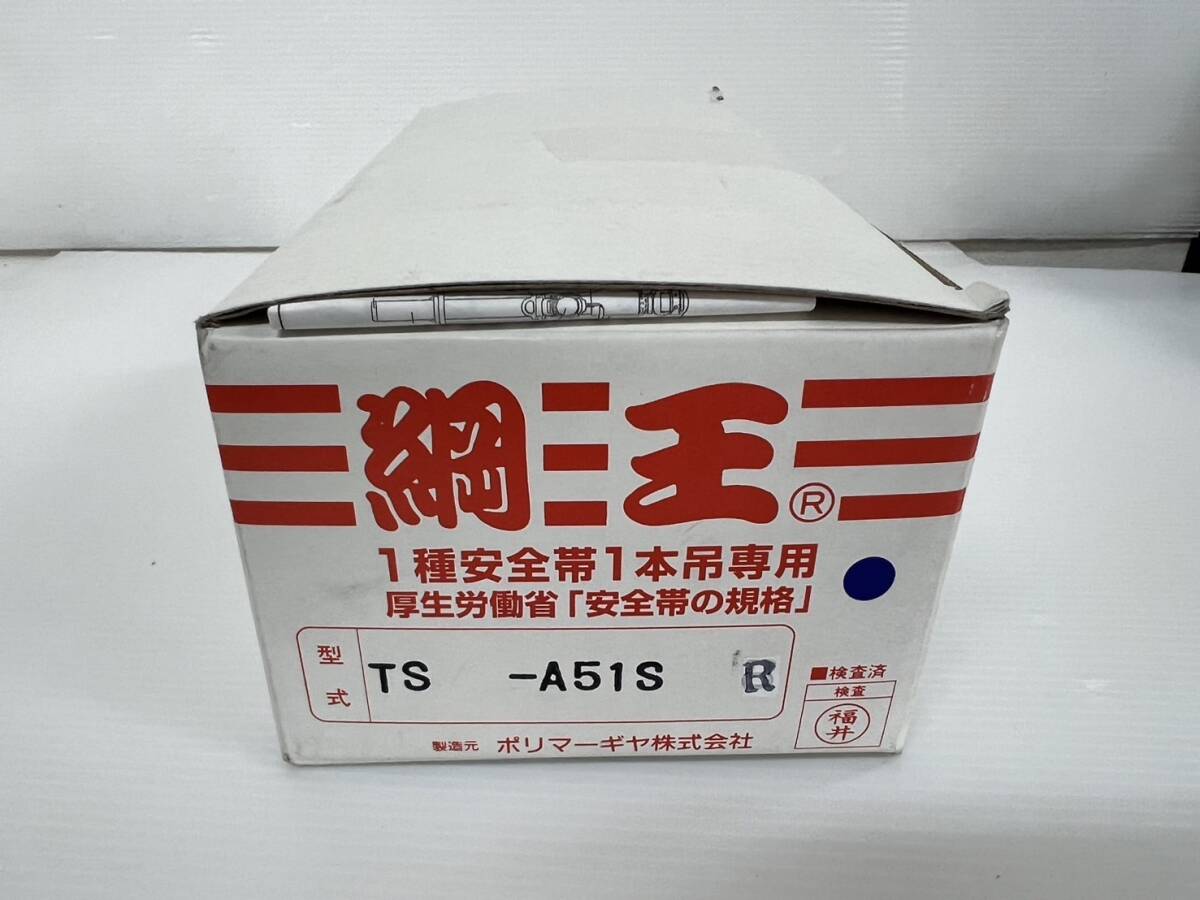 綱王®
1種安全帯1本吊専用
厚生労働省「安全帯の規格」
型式 TS -A51S R
■検査済
検査
福井
製造元 ポリマーギヤ株式会社